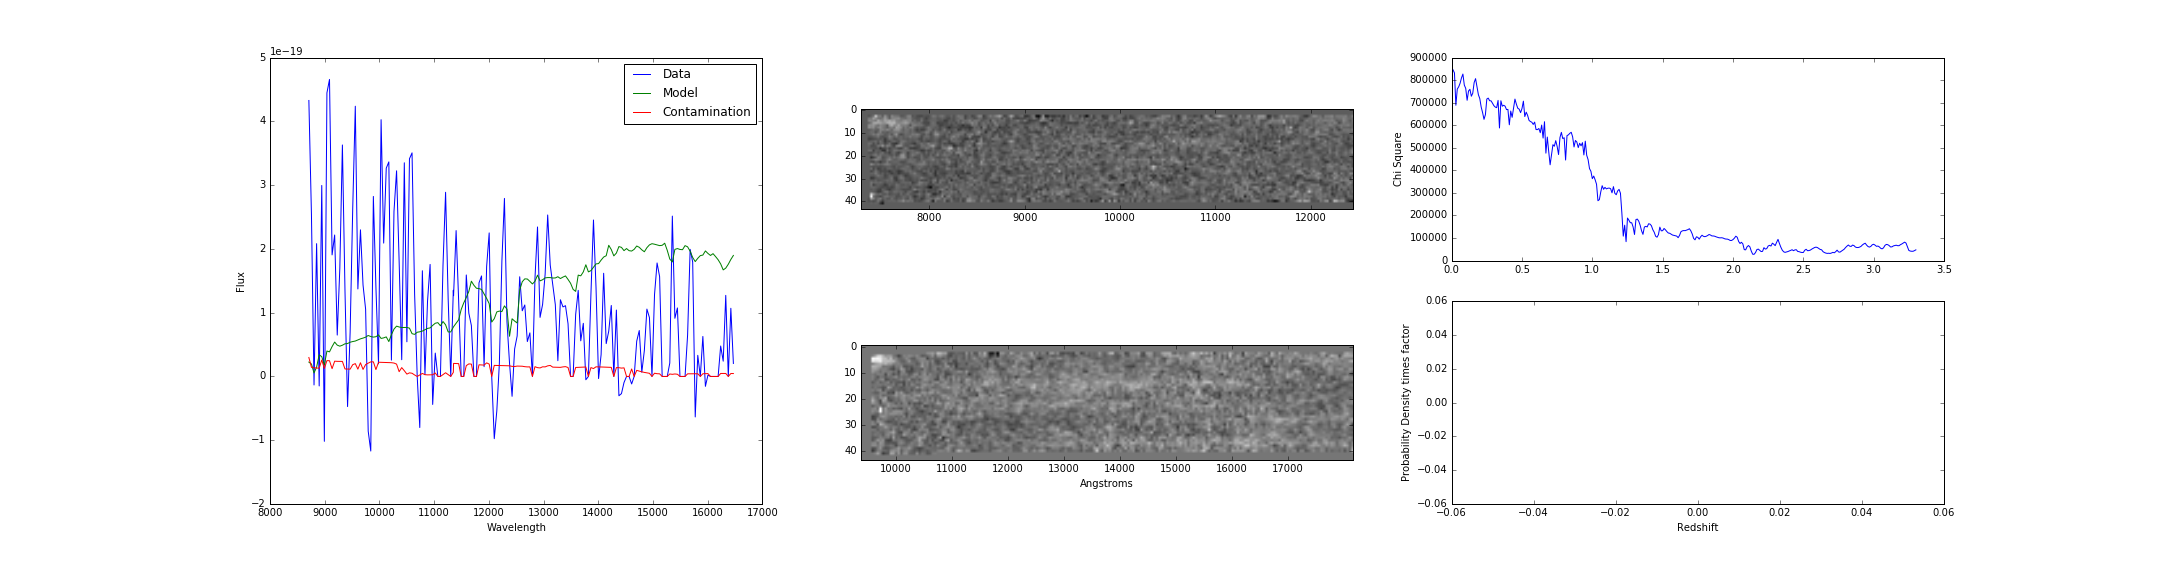 1e−19
5
4
3
2
1
0
−1
−2
Flux
8000 9000 10000 11000 12000 13000 14000 15000 16000 17000
Wavelength
Data
Model
Contamination
0
10
20
30
40
8000 9000 10000 11000 12000
0
10
20
30
40
10000 11000 12000 13000 14000 15000 16000 17000
Angstroms
900000
800000
700000
600000
500000
400000
300000
200000
100000
0
Chi Square
0.0 0.5 1.0 1.5 2.0 2.5 3.0 3.5
0.06
0.04
0.02
0.00
−0.02
−0.04
−0.06
Probability Density times factor
−0.06 −0.04 −0.02 0.00 0.02 0.04 0.06
Redshift